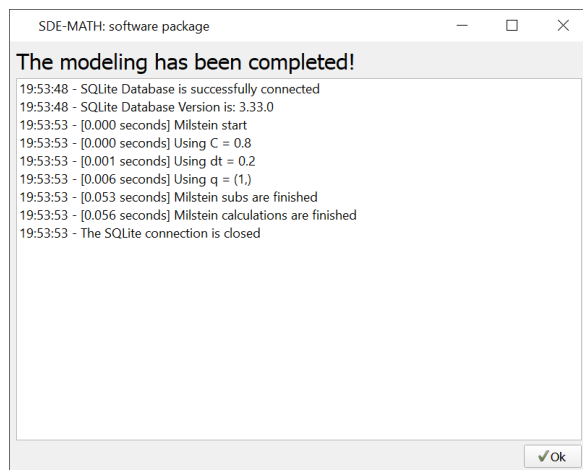 SDE-MATH: software package
The modeling has been completed!
19:53:48 - SQLite Database is successfully connected
19:53:48 - SQLite Database Version is: 3.33.0
19:53:53 - [0.000 seconds] Milstein start
19:53:53 - [0.000 seconds] Using C = 0.8
19:53:53 - [0.001 seconds] Using dt = 0.2
19:53:53 - [0.006 seconds] Using q = (1,)
19:53:53 - [0.053 seconds] Milstein subs are finished
19:53:53 - [0.056 seconds] Milstein calculations are finished
19:53:53 - The SQLite connection is closed
Ok